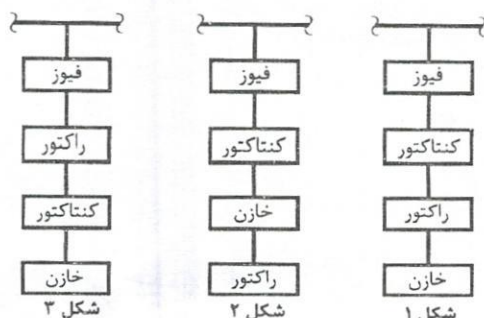 فیوز
کنتاکتور
راکتور
خازن
شکل ۱
فیوز
کنتاکتور
خازن
راکتور
شکل ۲
فیوز
راکتور
کنتاکتور
خازن
شکل ۳